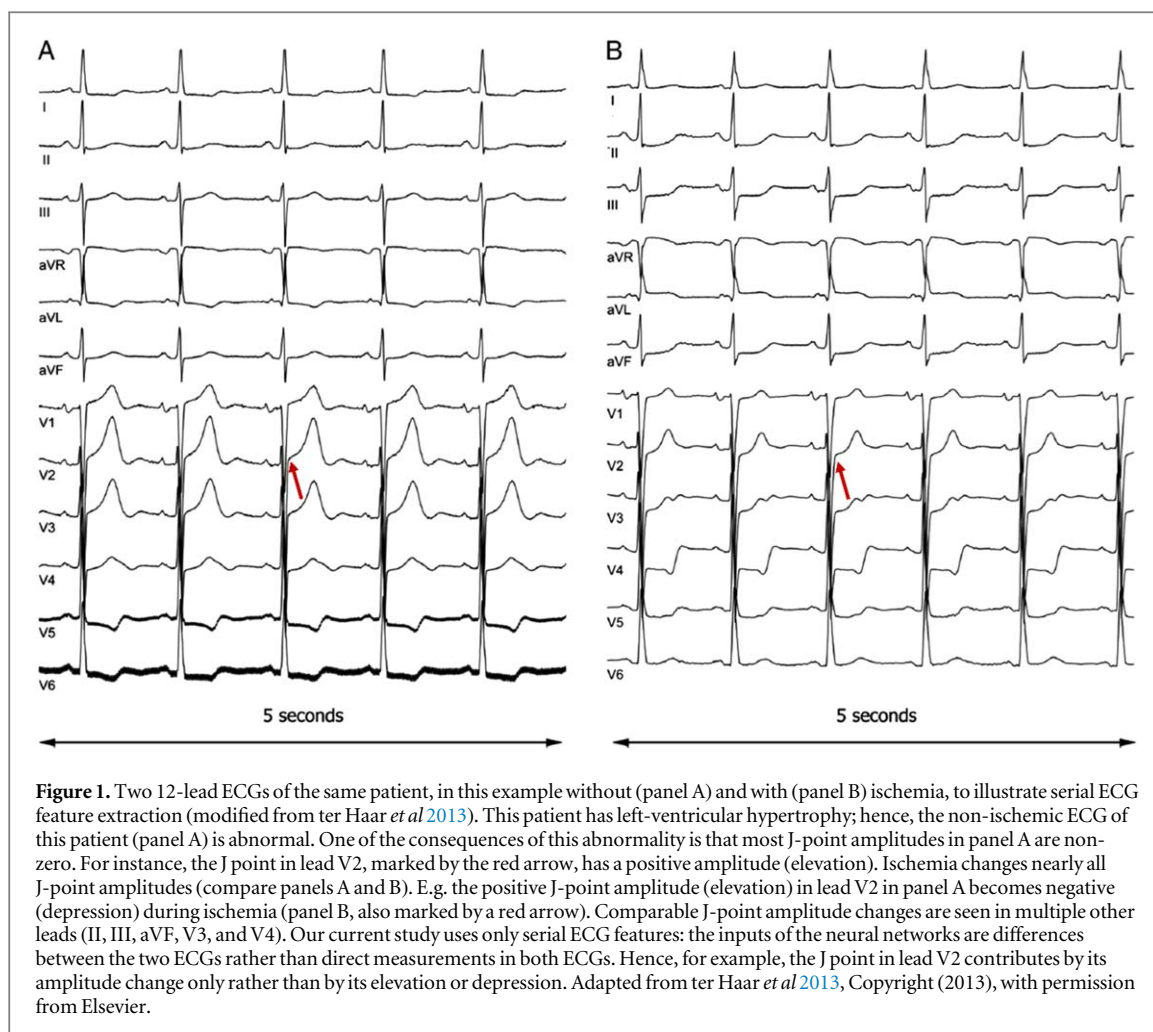 A
B
I
II
III
aVR
aVL
aVF
V1
V2
V3
V4
V5
V6
5 seconds
I
II
III
aVR
aVL
aVF
V1
V2
V3
V4
V5
V6
5 seconds
Figure 1. Two 12-lead ECGs of the same patient, in this example without (panel A) and with (panel B) ischemia, to illustrate serial ECG
feature extraction (modified from ter Haar et al 2013). This patient has left-ventricular hypertrophy; hence, the non-ischemic ECG of
this patient (panel A) is abnormal. One of the consequences of this abnormality is that most J-point amplitudes in panel A are non-
zero. For instance, the J point in lead V2, marked by the red arrow, has a positive amplitude (elevation). Ischemia changes nearly all
J-point amplitudes (compare panels A and B). E.g. the positive J-point amplitude (elevation) in lead V2 in panel A becomes negative
(depression) during ischemia (panel B, also marked by a red arrow). Comparable J-point amplitude changes are seen in multiple other
leads (II, III, aVF, V3, and V4). Our current study uses only serial ECG features: the inputs of the neural networks are differences
between the two ECGs rather than direct measurements in both ECGs. Hence, for example, the J point in lead V2 contributes by its
amplitude change only rather than by its elevation or depression. Adapted from ter Haar et al 2013, Copyright (2013), with permission
from Elsevier.